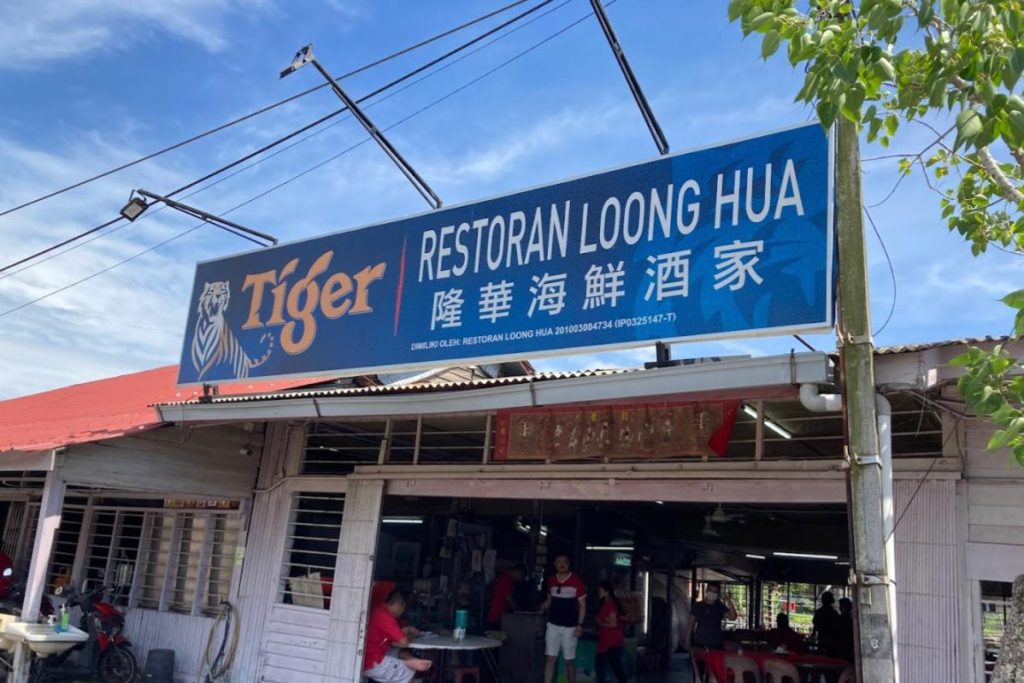 Tiger
RESTORAN LOONG HUA
隆華海鮮酒家
DIMILIKI OLEH: RESTORAN LOONG HUA 201003084734 (IP0325147-T)